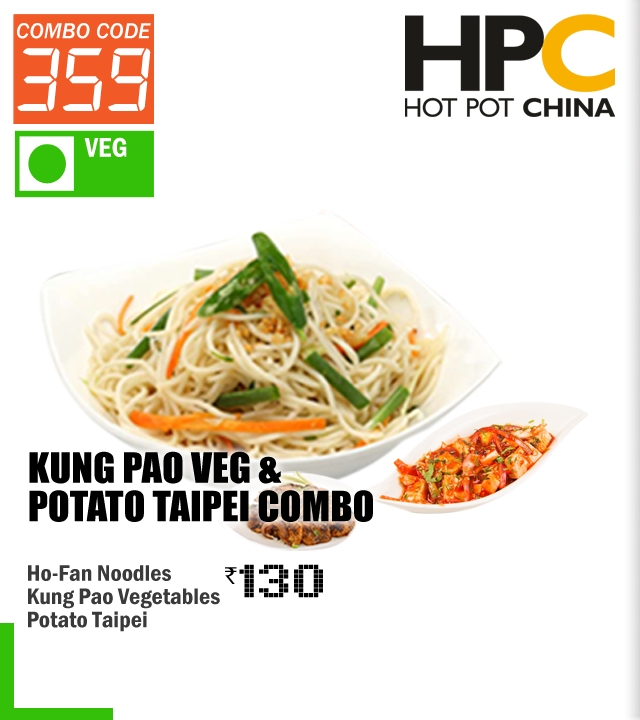 COMBO CODE
359
VEG
HPC
HOT POT CHINA
KUNG PAO VEG &
POTATO TAIPEI COMBO
Ho-Fan Noodles
Kung Pao Vegetables
Potato Taipei
₹130